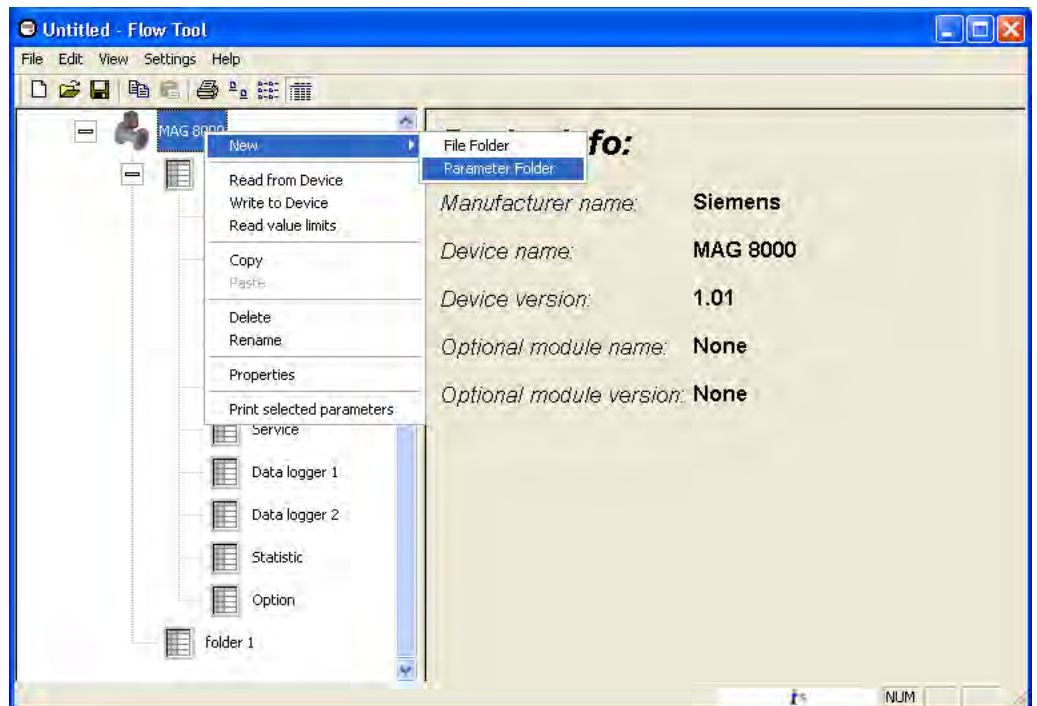 Untitled - Flow Tool
File Edit View Settings Help
MAG 8000
New
File Folder
Parameter Folder
Read from Device
Write to Device
Read value limits
Copy
Paste
Delete
Rename
Properties
Print selected parameters
Service
Data logger 1
Data logger 2
Statistic
Option
folder 1
fo:
Manufacturer name: Siemens
Device name: MAG 8000
Device version: 1.01
Optional module name: None
Optional module version: None
NUM